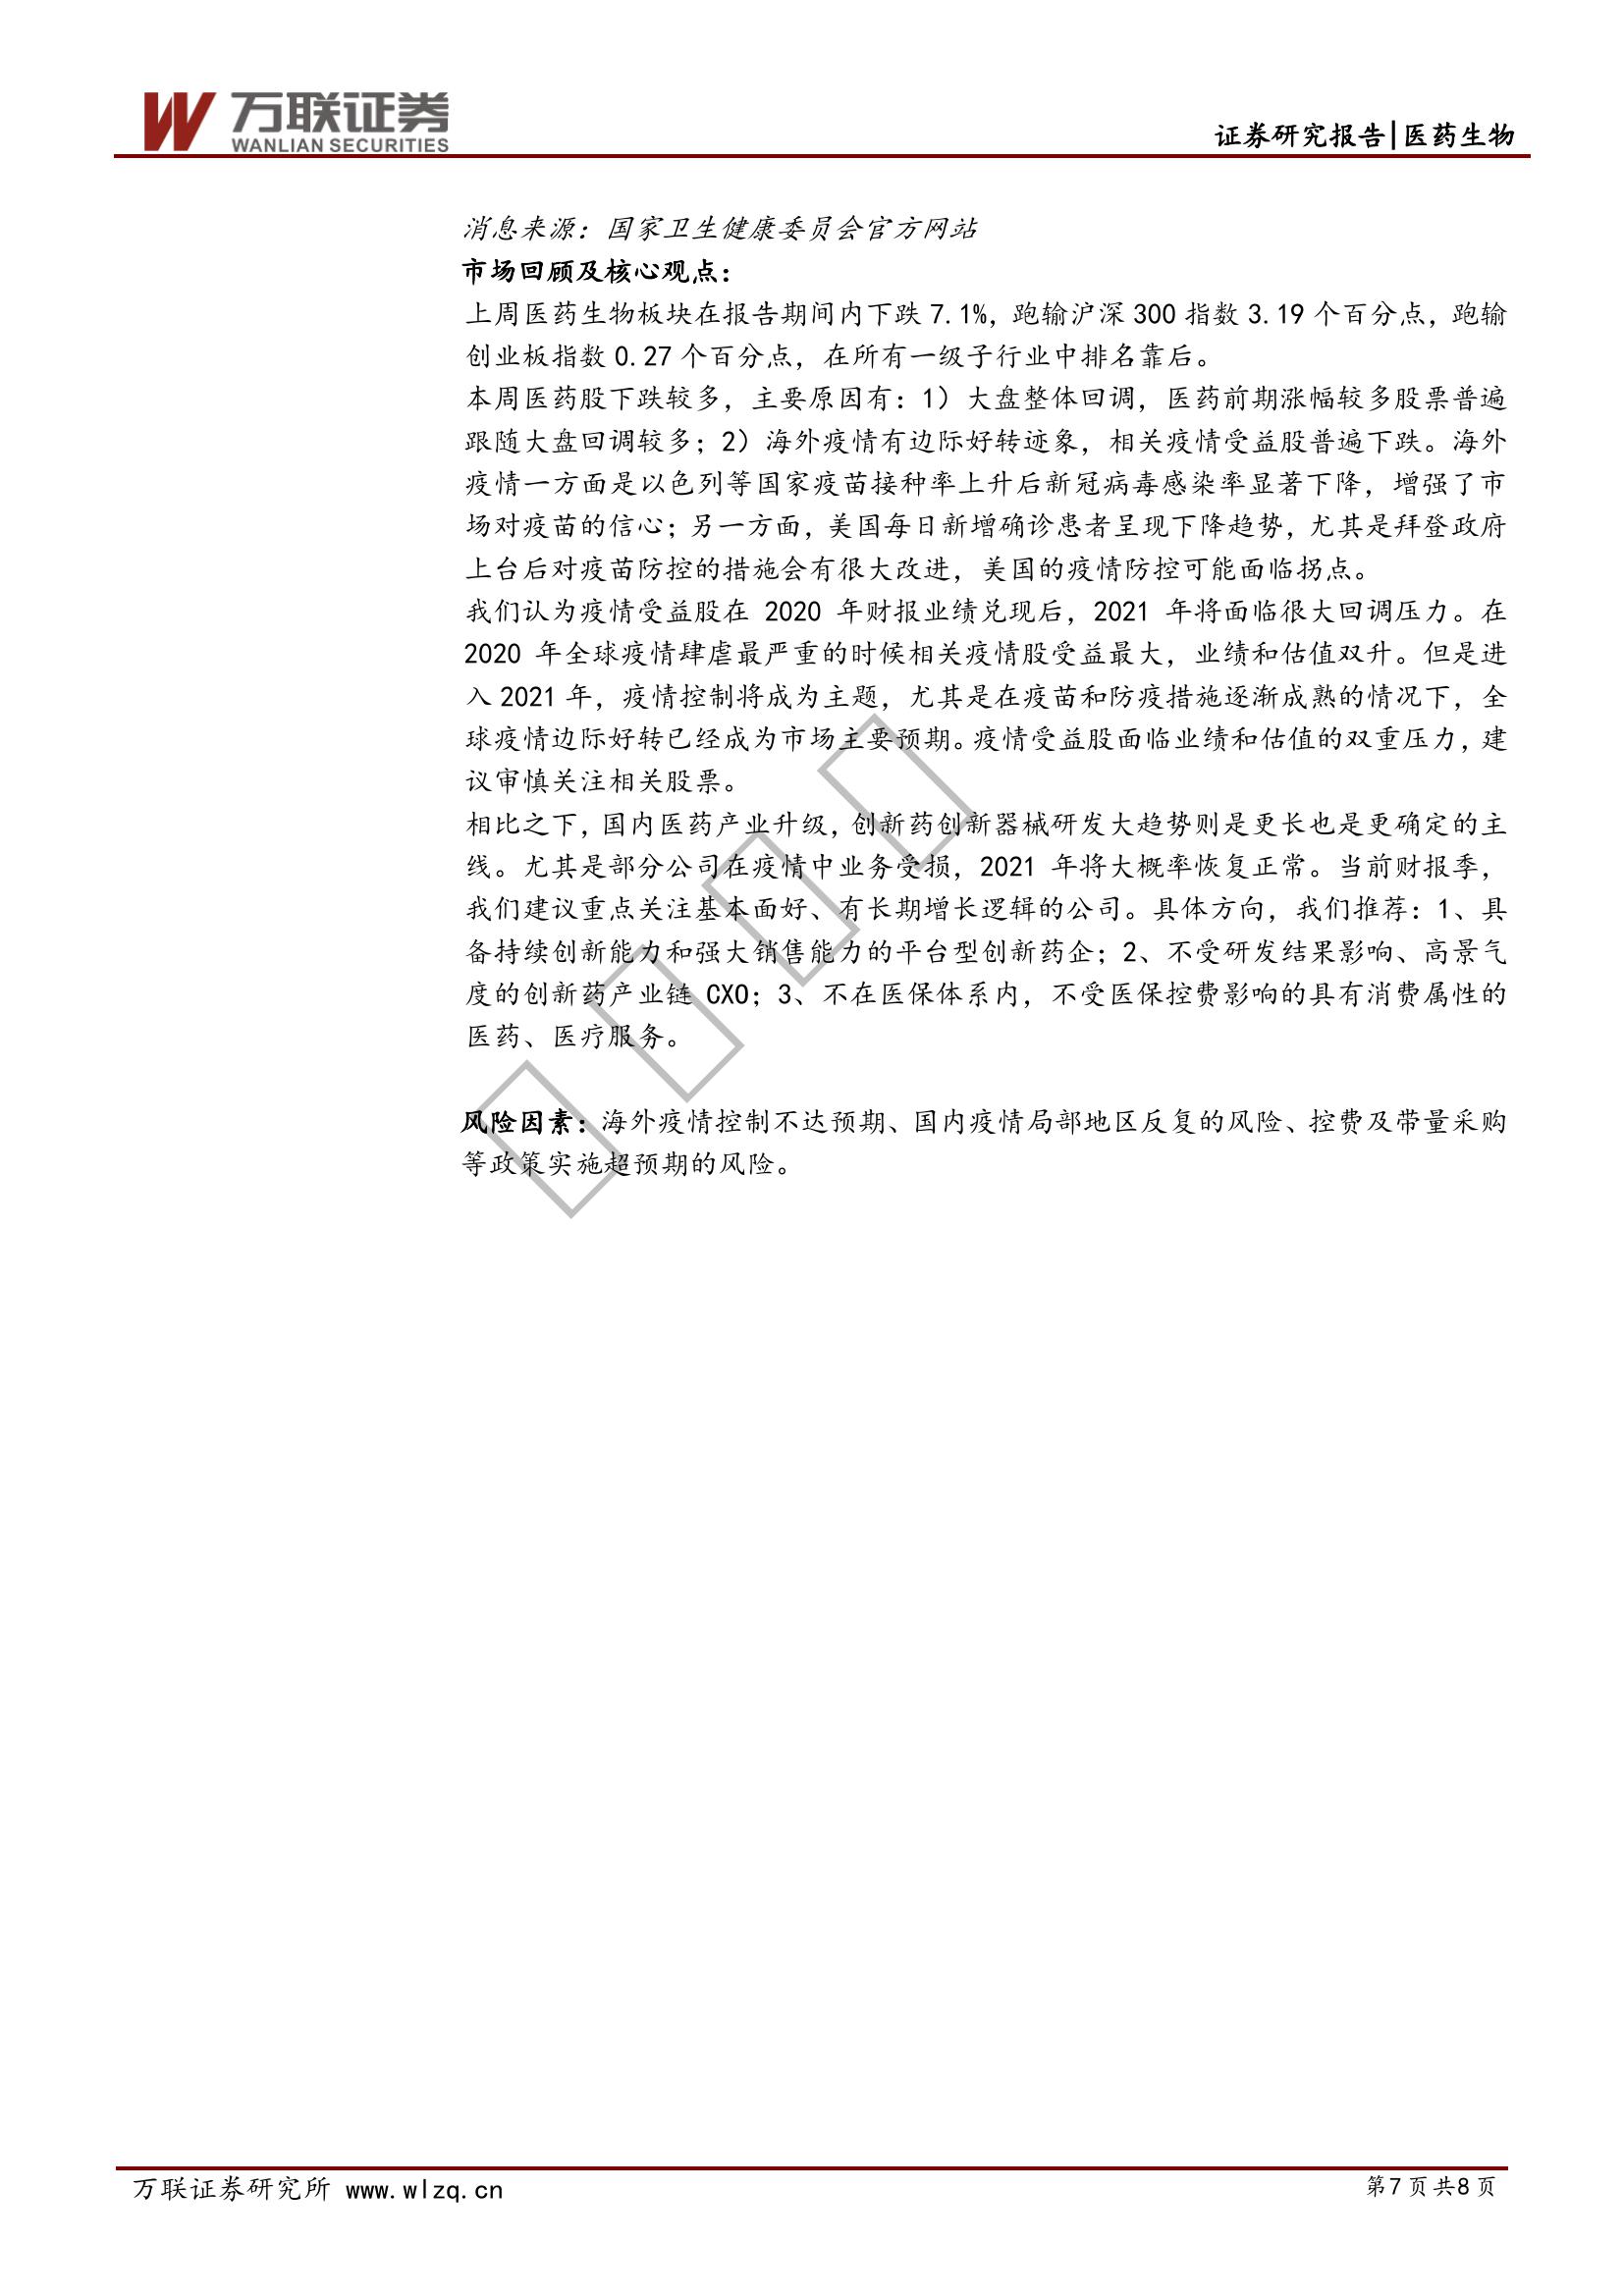 万联证券
WANLIAN SECURITIES
证券研究报告|医药生物
消息来源：国家卫生健康委员会官方网站
市场回顾及核心观点：
上周医药生物板块在报告期间内下跌 7.1%，跑输沪深 300 指数 3.19 个百分点，跑输
创业板指数 0.27 个百分点，在所有一级子行业中排名靠后。
本周医药股下跌较多，主要原因有：1）大盘整体回调，医药前期涨幅较多股票普遍
跟随大盘回调较多；2）海外疫情有边际好转迹象，相关疫情受益股普遍下跌。海外
疫情一方面是以色列等国家疫苗接种率上升后新冠病毒感染率显著下降，增强了市
场对疫苗的信心；另一方面，美国每日新增确诊患者呈现下降趋势，尤其是拜登政府
上台后对疫苗防控的措施会有很大改进，美国的疫情防控可能面临拐点。
我们认为疫情受益股在 2020 年财报业绩兑现后，2021 年将面临很大回调压力。在
2020 年全球疫情肆虐最严重的时候相关疫情股受益最大，业绩和估值双升。但是进
入 2021 年，疫情控制将成为主题，尤其是在疫苗和防疫措施逐渐成熟的情况下，全
球疫情边际好转已经成为市场主要预期。疫情受益股面临业绩和估值的双重压力，建
议审慎关注相关股票。
相比之下，国内医药产业升级，创新药创新器械研发大趋势则是更长也是更确定的主
线。尤其是部分公司在疫情中业务受损，2021 年将大概率恢复正常。当前财报季，
我们建议重点关注基本面好、有长期增长逻辑的公司。具体方向，我们推荐：1、具
备持续创新能力和强大销售能力的平台型创新药企；2、不受研发结果影响、高景气
度的创新药产业链 CXO；3、不在医保体系内，不受医保控费影响的具有消费属性的
医药、医疗服务。
风险因素：海外疫情控制不达预期、国内疫情局部地区反复的风险、控费及带量采购
等政策实施超预期的风险。
万联证券研究所 www.wlzq.cn
第 7 页 共 8 页